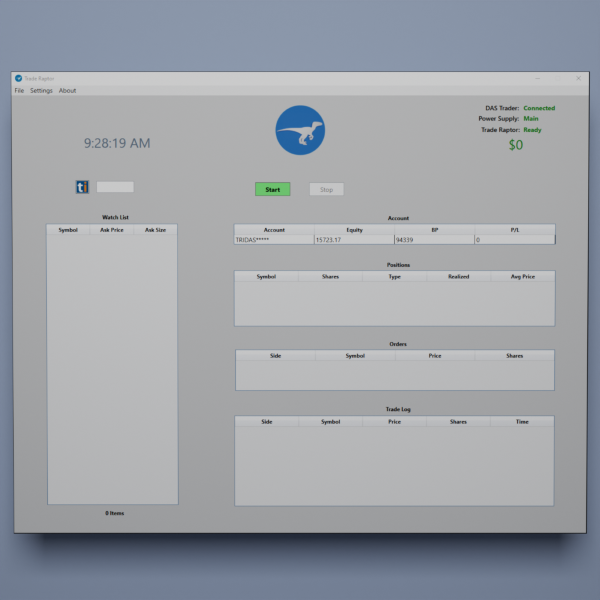 Trade Raptor
File Settings About
DAS Trader: Connected
Power Supply: Main
Trade Raptor: Ready
$0
9:28:19 AM
ti
Start Stop
Watch List
Symbol Ask Price Ask Size
0 Items
Account
Account Equity BP P/L
TRIDAS***** 15723.17 94339 0
Positions
Symbol Shares Type Realized Avg Price
Orders
Side Symbol Price Shares
Trade Log
Side Symbol Price Shares Time